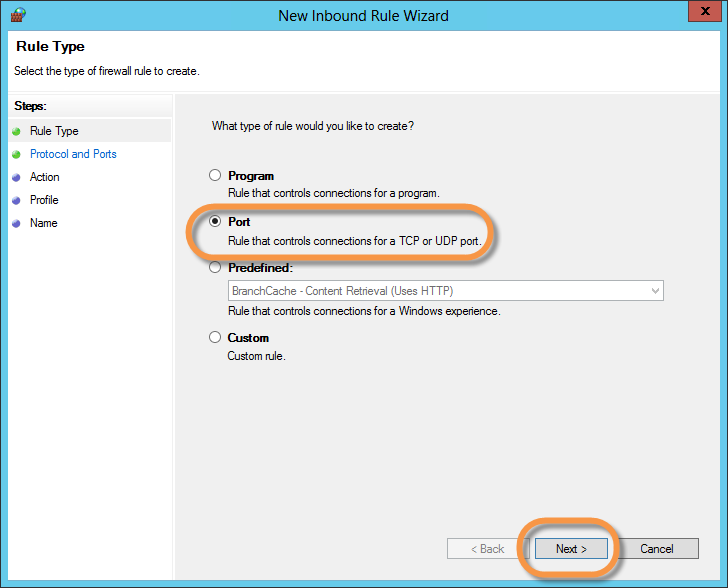 New Inbound Rule Wizard
x
Rule Type
Select the type of firewall rule to create.
Steps:
Rule Type
Protocol and Ports
Action
Profile
Name
What type of rule would you like to create?
Program
Rule that controls connections for a program.
Port
Rule that controls connections for a TCP or UDP port.
Predefined:
BranchCache - Content Retrieval (Uses HTTP)
Rule that controls connections for a Windows experience.
Custom
Custom rule.
< Back Next > Cancel